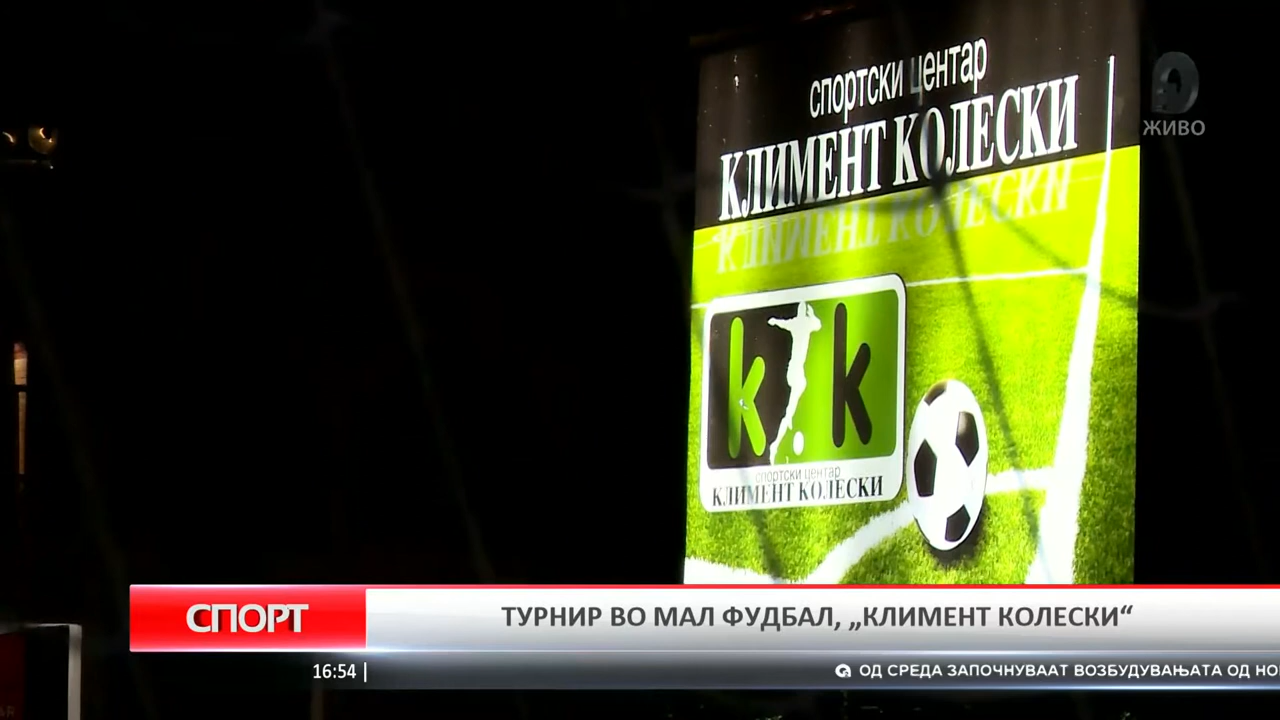 спортски центар
КЛИМЕНТ КОЛЕСКИ
ЖИВО
k k
спортски центар
КЛИМЕНТ КОЛЕСКИ
СПОРТ
ТУРНИР ВО МАЛ ФУДБАЛ, „КЛИМЕНТ КОЛЕСКИ“
16:54 |
ОД СРЕДА ЗАПОЧНУВААТ ВОЗБУДУВАЊАТА ОД НО